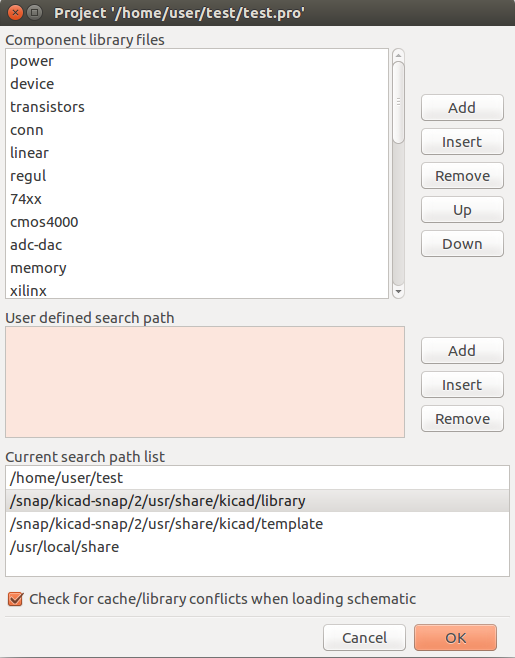 Project '/home/user/test/test.pro'
Component library files
power
device
transistors
conn
linear
regul
74xx
cmos4000
adc-dac
memory
xilinx
Add
Insert
Remove
Up
Down
User defined search path
Add
Insert
Remove
Current search path list
/home/user/test
/snap/kicad-snap/2/usr/share/kicad/library
/snap/kicad-snap/2/usr/share/kicad/template
/usr/local/share
Check for cache/library conflicts when loading schematic
Cancel
OK